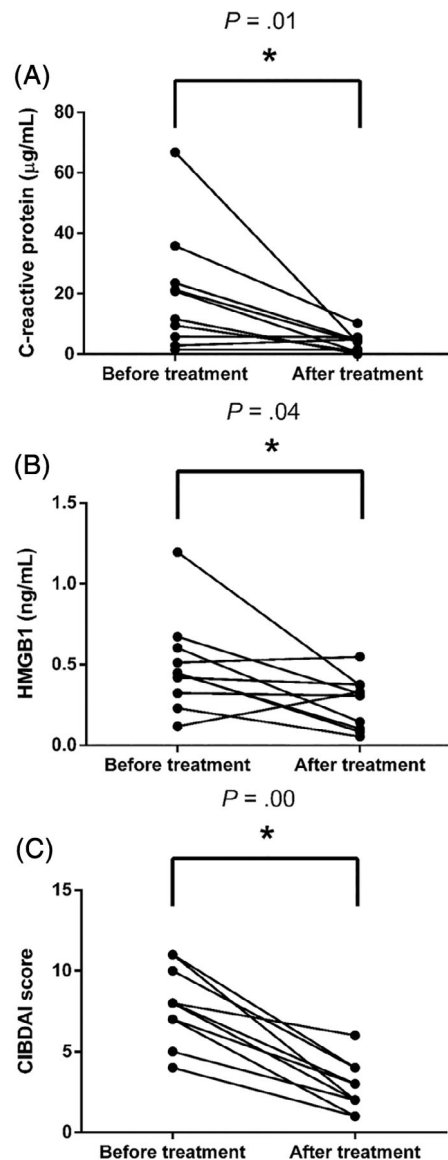 P = .01
(A)
*
C-reactive protein (μg/mL)
80
60
40
20
0
Before treatment After treatment
P = .04
(B)
*
HMGB1 (ng/mL)
1.5
1.0
0.5
0.0
Before treatment After treatment
P = .00
(C)
*
CIBDAI score
15
10
5
0
Before treatment After treatment